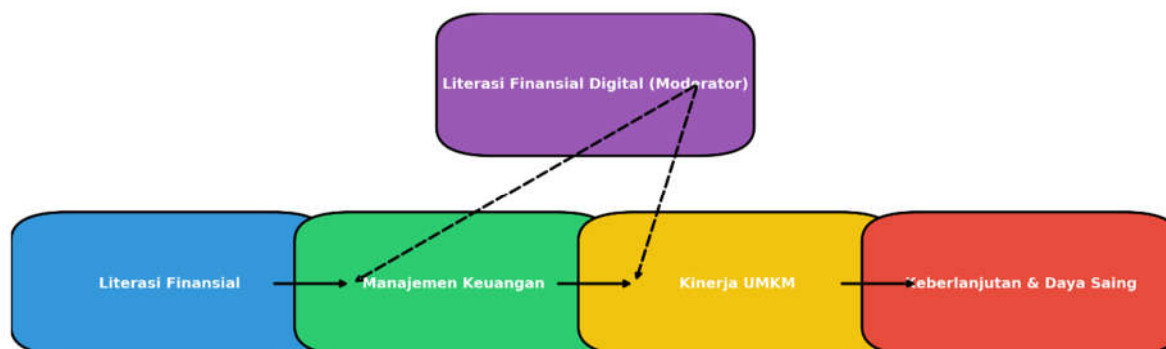 Literasi Finansial Digital (Moderator)
Literasi Finansial
Manajemen Keuangan
Kinerja UMKM
Keberlanjutan & Daya Saing